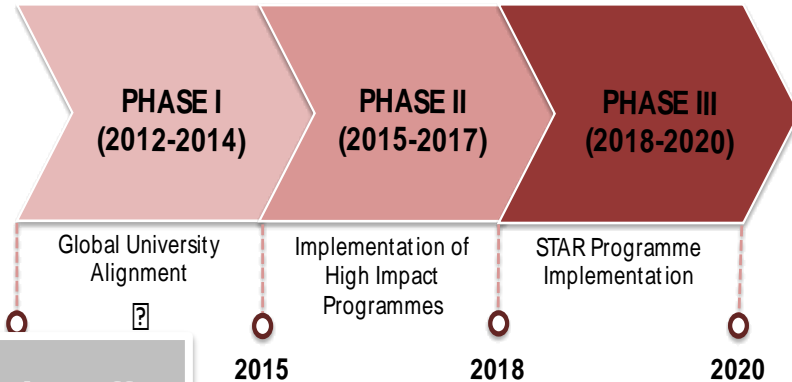 PHASE I
(2012-2014)
PHASE II
(2015-2017)
PHASE III
(2018-2020)
Global University
Alignment
?
Implementation of
High Impact
Programmes
STAR Programme
Implementation
2015
2018
2020